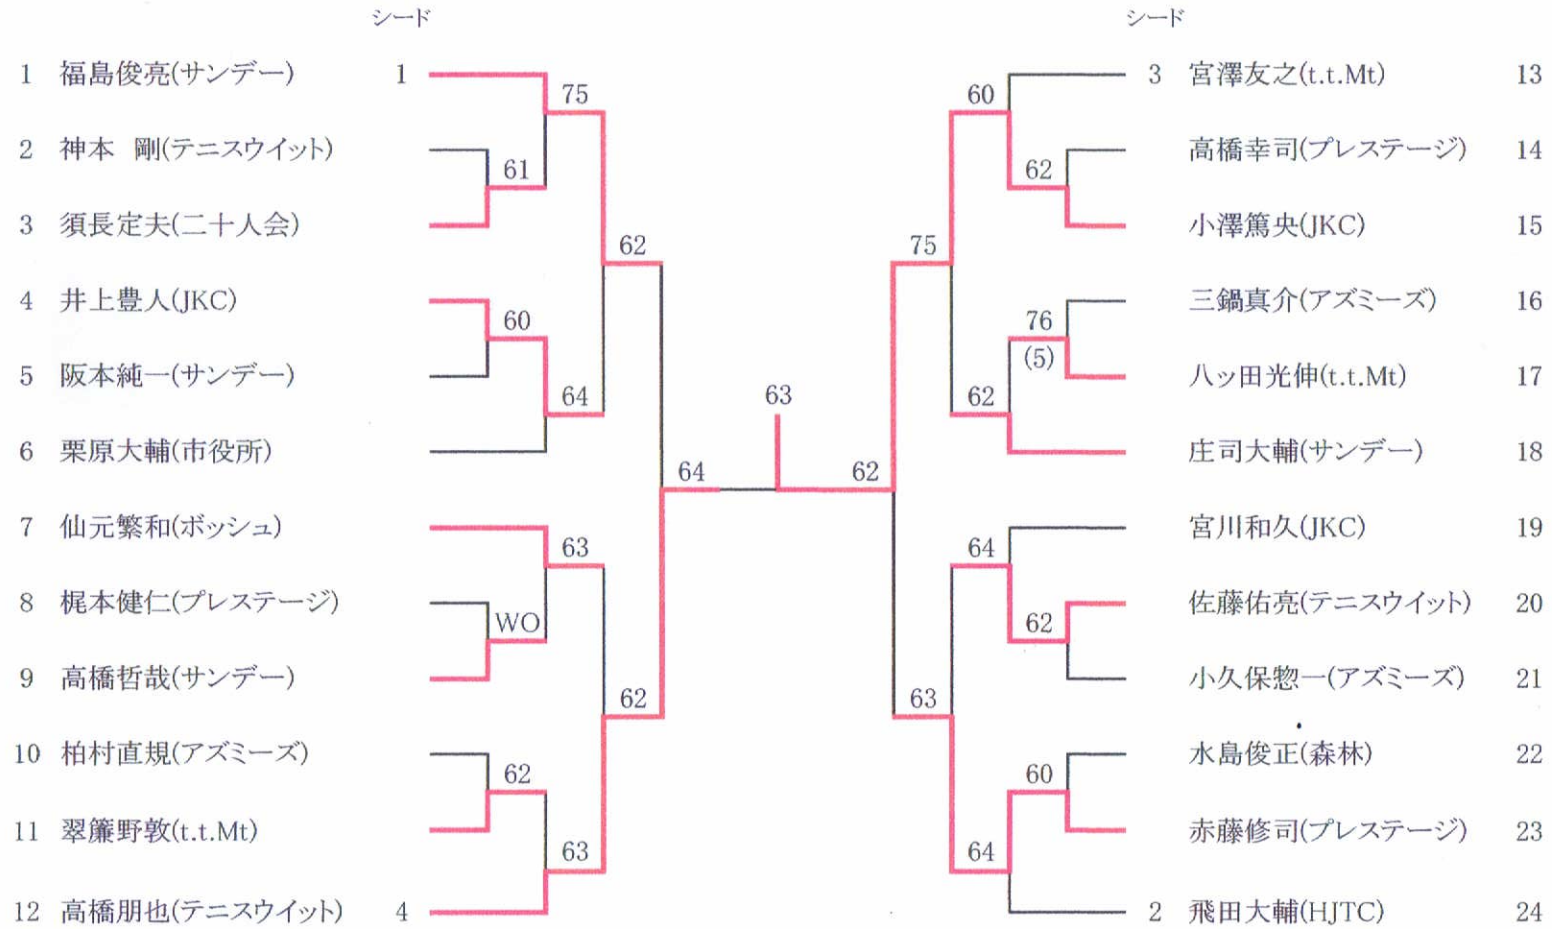 シード シード
1 福島俊亮(サンデー) 1 3 宮澤友之(t.t.Mt) 13
75 60
2 神本 剛(テニスウイット) 高橋幸司(プレステージ) 14
61 62
3 須長定夫(二十人会) 小澤篤央(JKC) 15
62 75
4 井上豊人(JKC) 三鍋真介(アズミーズ) 16
60 76
(5)
5 阪本純一(サンデー) 八ッ田光伸(t.t.Mt) 17
64 63 62
6 栗原大輔(市役所) 庄司大輔(サンデー) 18
64 62
7 仙元繁和(ボッシュ) 宮川和久(JKC) 19
63 64
8 梶本健仁(プレステージ) 佐藤佑亮(テニスウイット) 20
WO 62
9 高橋哲哉(サンデー) 小久保惣一(アズミーズ) 21
62 63
10 柏村直規(アズミーズ) 水島俊正(森林) 22
62 60
11 翠簾野敦(t.t.Mt) 赤藤修司(プレステージ) 23
63 64
12 高橋朋也(テニスウイット) 4 2 飛田大輔(HJTC) 24